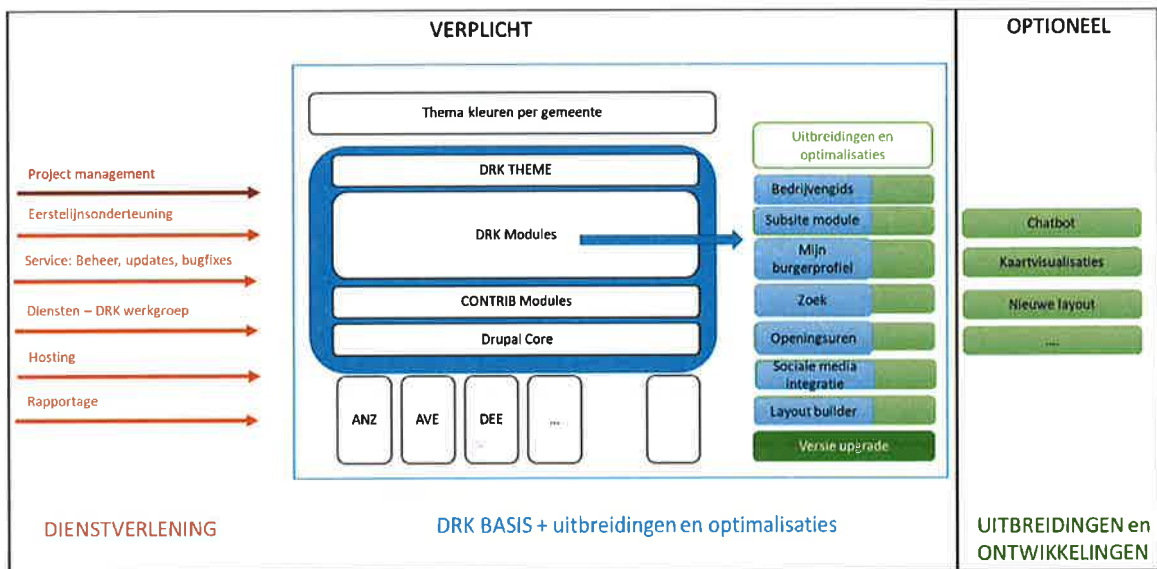 VERPLICHT
OPTIONEEL
Project management
Eerstelijnsonderteuning
Service: Beheer, updates, bugfixes
Diensten – DRK werkgroep
Hosting
Rapportage
DIENSTVERLENING
Thema kleuren per gemeente
DRK THEME
DRK Modules
CONTRIB Modules
Drupal Core
ANZ
AVE
DEE
...
Uitbreidingen en
optimalisaties
Bedrijvengids
Subsite module
Mijn
burgerprofiel
Zoek
Openingsuren
Sociale media
integratie
Layout builder
Versie upgrade
DRK BASIS + uitbreidingen en optimalisaties
Chatbot
Kaartvisualisaties
Nieuwe layout
....
UITBREIDINGEN en
ONTWIKKELINGEN